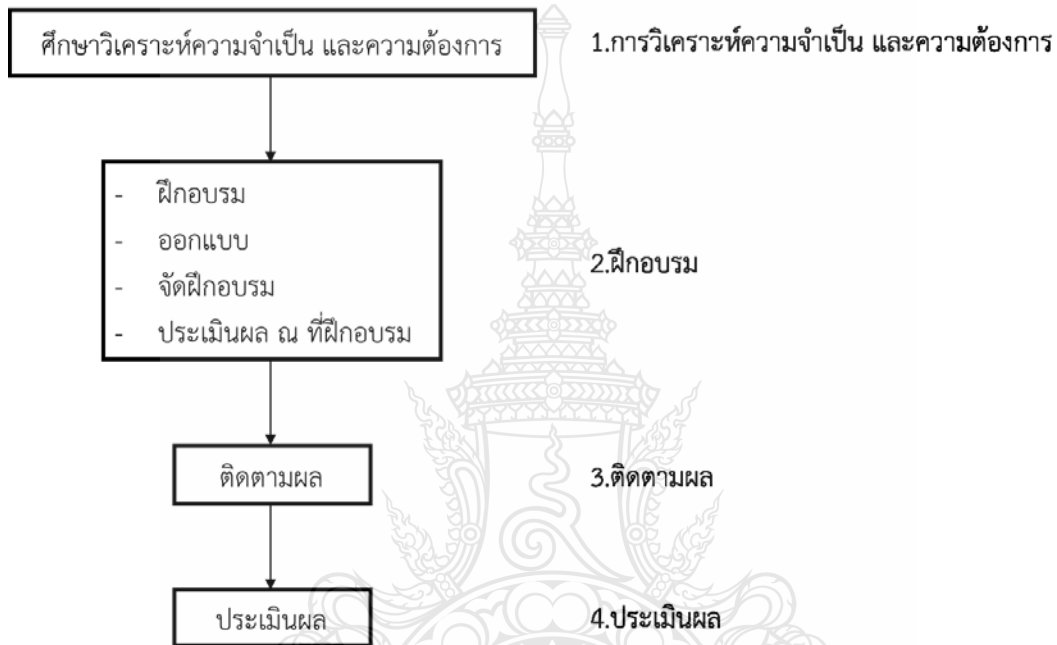 ศึกษาวิเคราะห์ความจำเป็น และความต้องการ
1.การวิเคราะห์ความจำเป็น และความต้องการ
- ฝึกอบรม
- ออกแบบ
- จัดฝึกอบรม
- ประเมินผล ณ ที่ฝึกอบรม
2.ฝึกอบรม
ติดตามผล
3.ติดตามผล
ประเมินผล
4.ประเมินผล